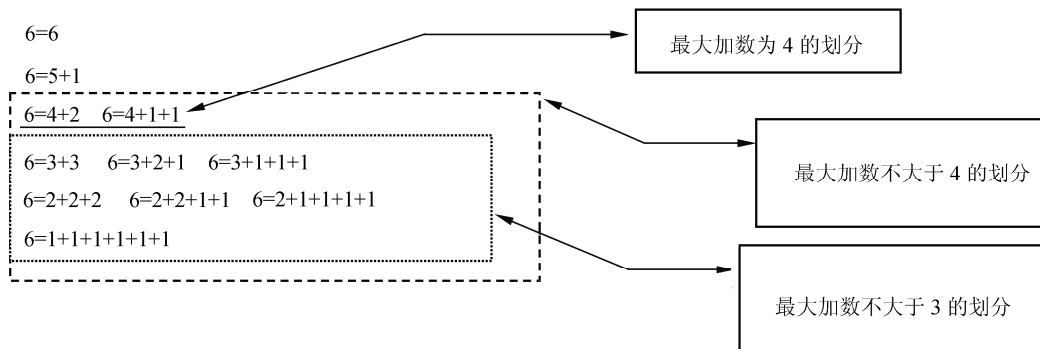 6=6
最大加数为 4 的划分
6=5+1
6=4+2 6=4+1+1
6=3+3 6=3+2+1 6=3+1+1+1
最大加数不大于 4 的划分
6=2+2+2 6=2+2+1+1 6=2+1+1+1+1
6=1+1+1+1+1+1
最大加数不大于 3 的划分